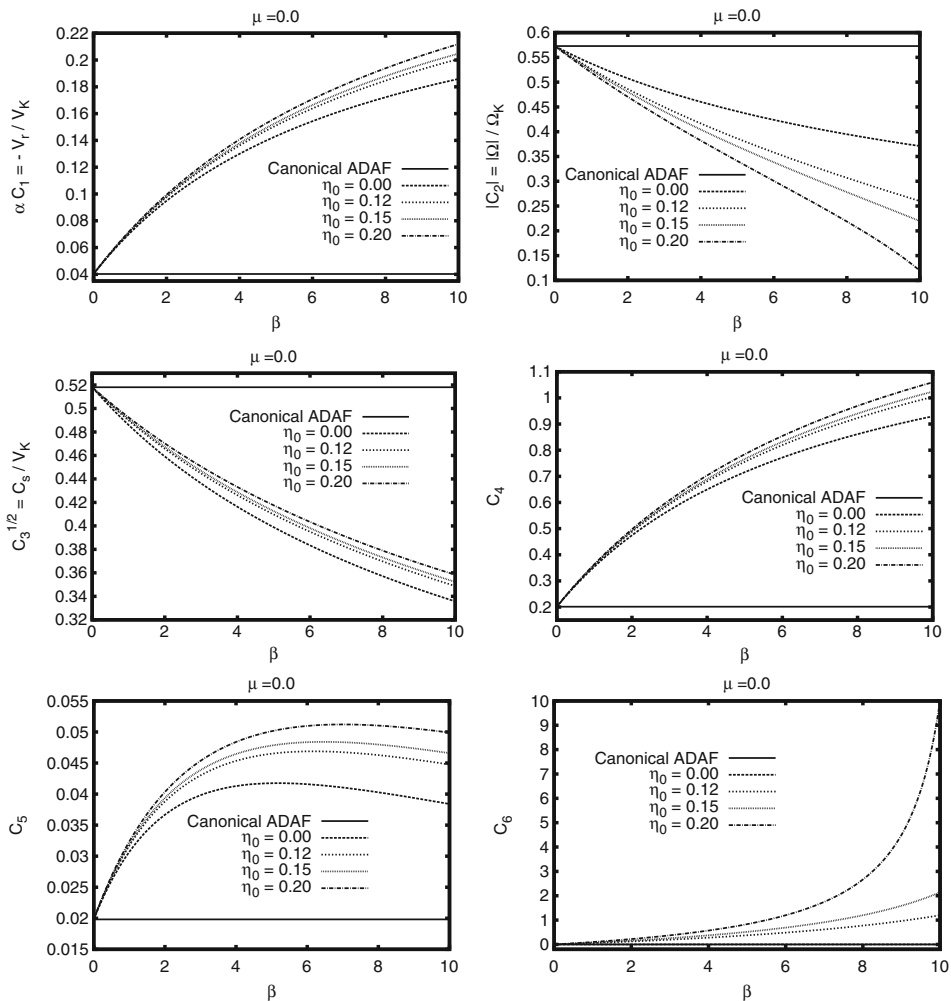 μ =0.0
0.22
0.2
0.18
0.16
0.14
0.12
0.1
0.08
0.06
0.04
α C1 = - Vr / VK
Canonical ADAF
η0 = 0.00
η0 = 0.12
η0 = 0.15
η0 = 0.20
0 2 4 6 8 10
β
μ =0.0
0.6
0.55
0.5
0.45
0.4
0.35
0.3
0.25
0.2
0.15
0.1
|C2| = |Ω| / ΩK
Canonical ADAF
η0 = 0.00
η0 = 0.12
η0 = 0.15
η0 = 0.20
0 2 4 6 8 10
β
μ =0.0
0.52
0.5
0.48
0.46
0.44
0.42
0.4
0.38
0.36
0.34
0.32
C3^1/2 = Cs / VK
Canonical ADAF
η0 = 0.00
η0 = 0.12
η0 = 0.15
η0 = 0.20
0 2 4 6 8 10
β
μ =0.0
1.1
1
0.9
0.8
0.7
0.6
0.5
0.4
0.3
0.2
C4
Canonical ADAF
η0 = 0.00
η0 = 0.12
η0 = 0.15
η0 = 0.20
0 2 4 6 8 10
β
μ =0.0
0.055
0.05
0.045
0.04
0.035
0.03
0.025
0.02
0.015
C5
Canonical ADAF
η0 = 0.00
η0 = 0.12
η0 = 0.15
η0 = 0.20
0 2 4 6 8 10
β
μ =0.0
10
9
8
7
6
5
4
3
2
1
0
C6
Canonical ADAF
η0 = 0.00
η0 = 0.12
η0 = 0.15
η0 = 0.20
0 2 4 6 8 10
β